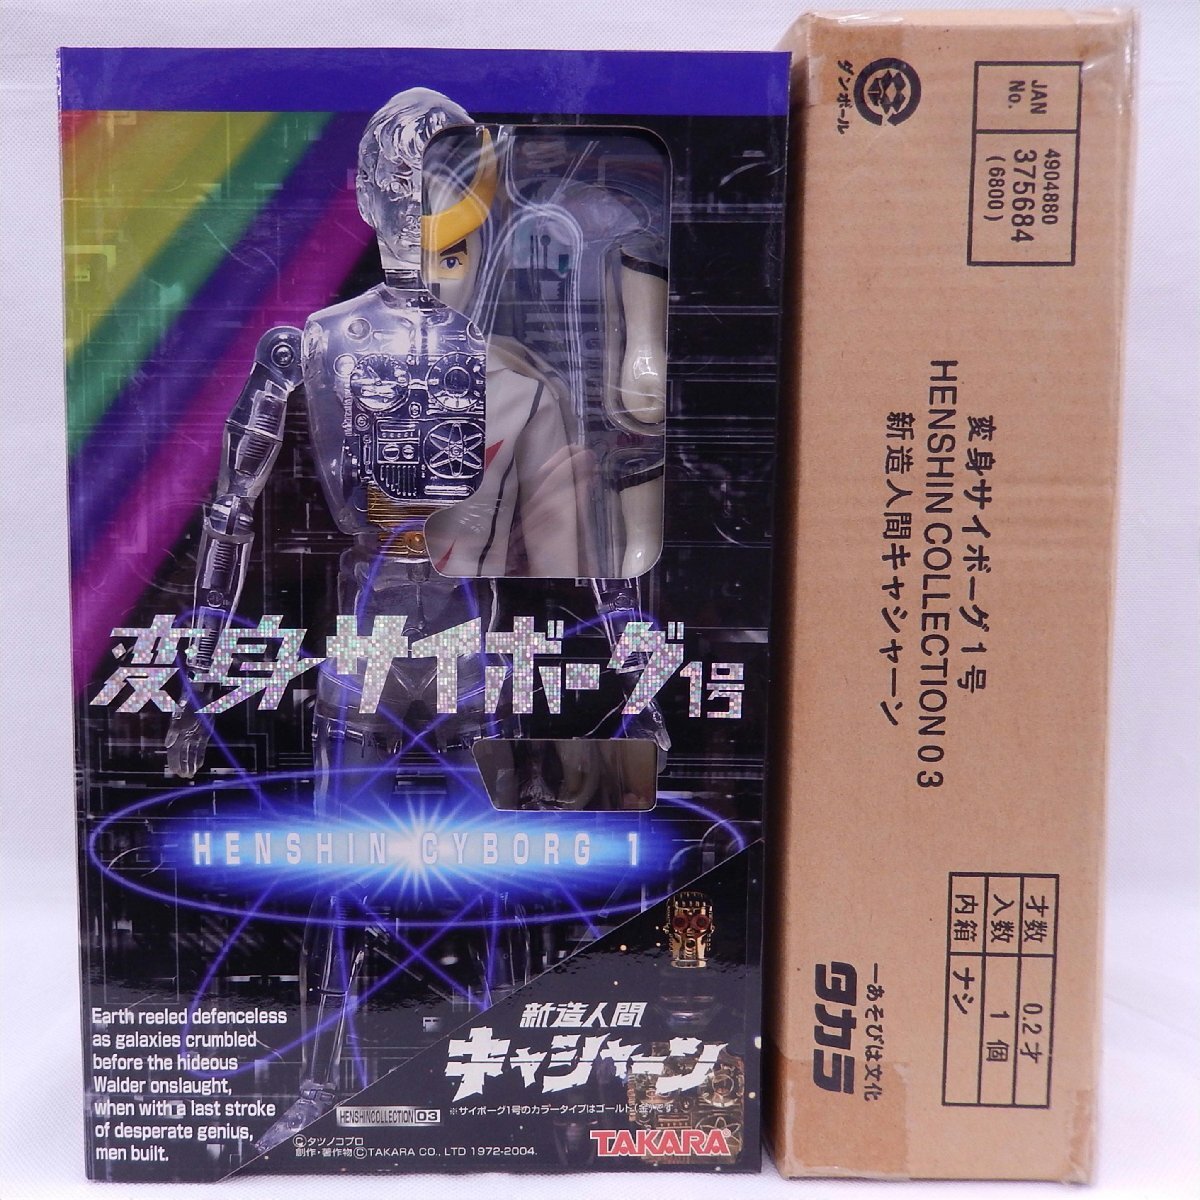 変身サイボーグ1号
HENSHIN CYBORG 1
Earth reeled defenceless
as galaxies crumbled
before the hideous
Walder onslaught,
when with a last stroke
of desperate genius,
men built.
新造人間
キャシャーン
HENSHINCOLLECTION 03
※サイボーグ1号のカラータイプはゴールド(金)です。
©タツノコプロ
創作・著作物©TAKARA CO., LTD 1972-2004.
TAKARA
ダンボール
JAN No.
4904880
375684
(6800)
変身サイボーグ1号
HENSHIN COLLECTION 03
新造人間キャシャーン
才数 0.2才
入数 1個
内箱 ナシ
―あそびは文化
タカラ